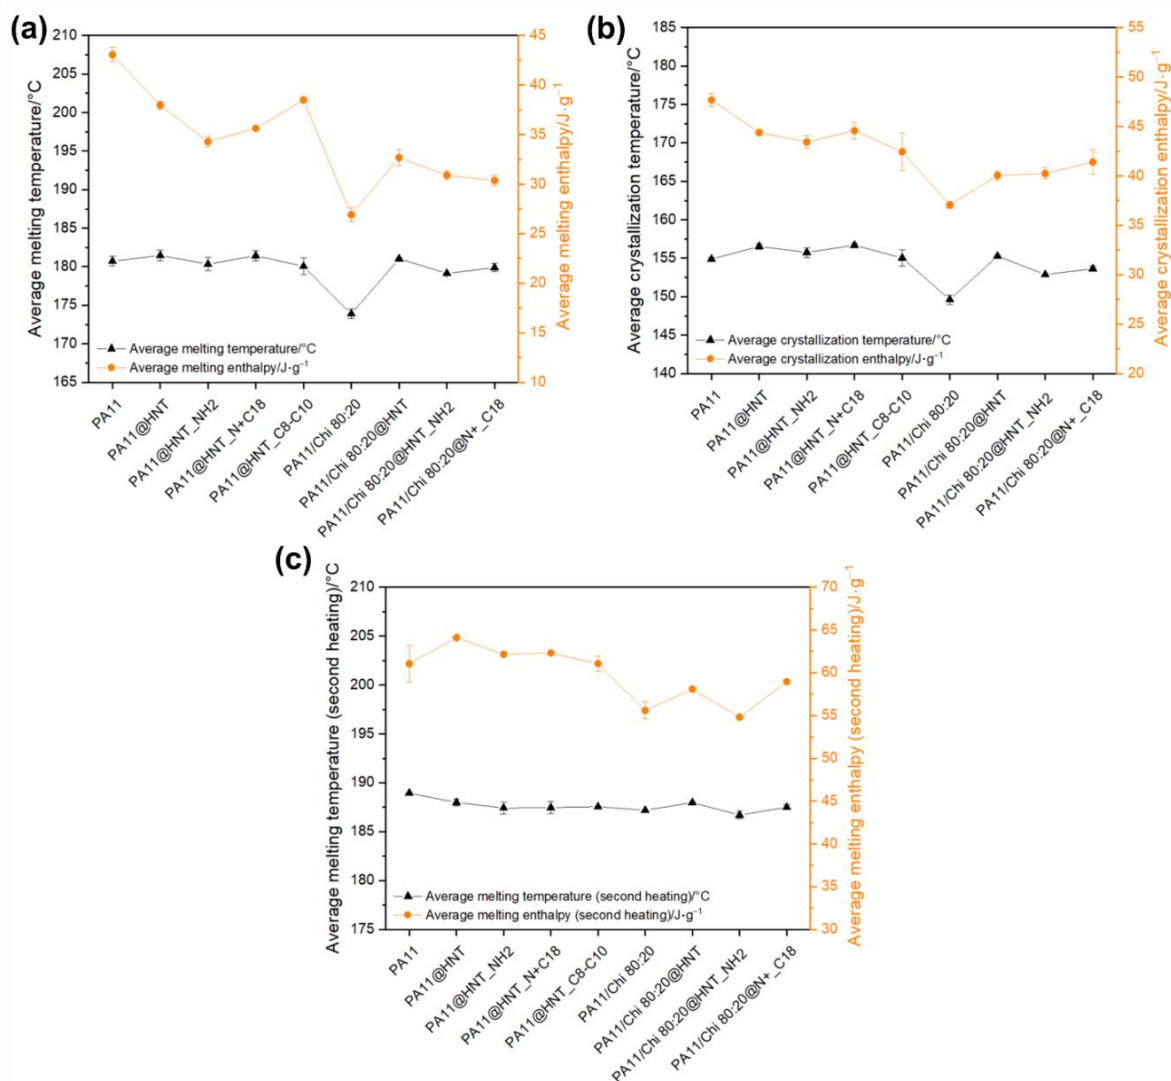 (a)
210
205
200
195
190
185
180
175
170
165
Average melting temperature/°C
45
40
35
30
25
20
15
10
Average melting enthalpy/J·g⁻¹
Average melting temperature/°C
Average melting enthalpy/J·g⁻¹
PA11
PA11@HNT
PA11@HNT_NH2
PA11@HNT_N+C18
PA11@HNT_C8-C10
PA11/Chi 80:20
PA11/Chi 80:20@HNT
PA11/Chi 80:20@HNT_NH2
PA11/Chi 80:20@N+_C18
(b)
185
180
175
170
165
160
155
150
145
140
Average crystallization temperature/°C
55
50
45
40
35
30
25
20
Average crystallization enthalpy/J·g⁻¹
Average crystallization temperature/°C
Average crystallization enthalpy/J·g⁻¹
PA11
PA11@HNT
PA11@HNT_NH2
PA11@HNT_N+C18
PA11@HNT_C8-C10
PA11/Chi 80:20
PA11/Chi 80:20@HNT
PA11/Chi 80:20@HNT_NH2
PA11/Chi 80:20@N+_C18
(c)
210
205
200
195
190
185
180
175
Average melting temperature (second heating)/°C
70
65
60
55
50
45
40
35
30
Average melting enthalpy (second heating)/J·g⁻¹
Average melting temperature (second heating)/°C
Average melting enthalpy (second heating)/J·g⁻¹
PA11
PA11@HNT
PA11@HNT_NH2
PA11@HNT_N+C18
PA11@HNT_C8-C10
PA11/Chi 80:20
PA11/Chi 80:20@HNT
PA11/Chi 80:20@HNT_NH2
PA11/Chi 80:20@N+_C18